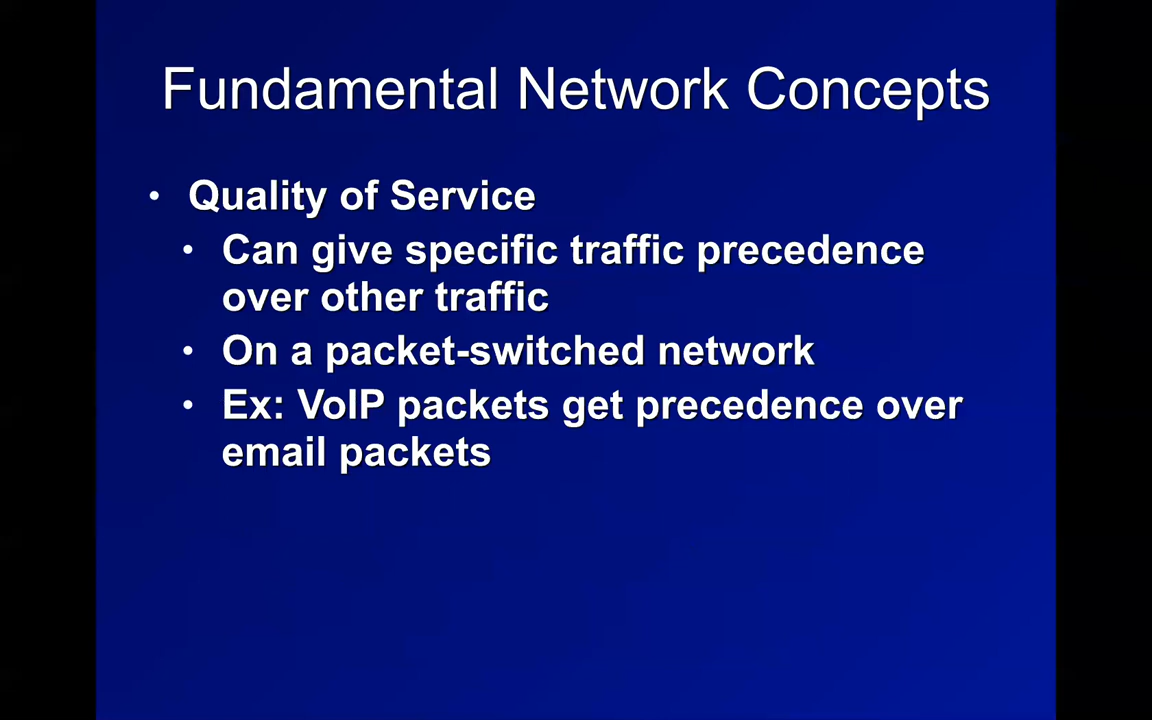 Fundamental Network Concepts
• Quality of Service
• Can give specific traffic precedence
over other traffic
• On a packet-switched network
• Ex: VoIP packets get precedence over
email packets